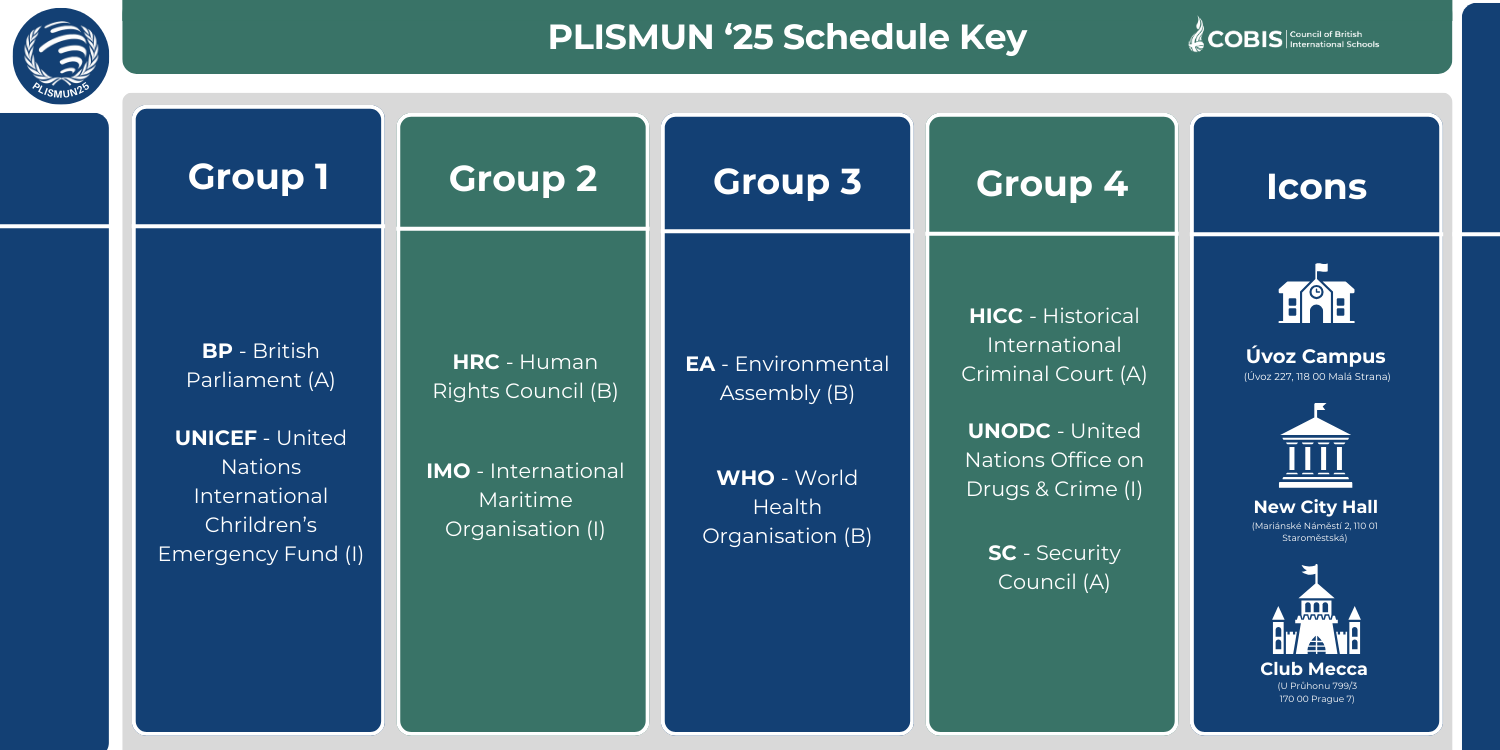 PLISMUN ‘25 Schedule Key
COBIS
Council of British
International Schools
PLISMUN25
Group 1
BP - British
Parliament (A)
UNICEF - United
Nations
International
Chrildren’s
Emergency Fund (I)
Group 2
HRC - Human
Rights Council (B)
IMO - International
Maritime
Organisation (I)
Group 3
EA - Environmental
Assembly (B)
WHO - World
Health
Organisation (B)
Group 4
HICC - Historical
International
Criminal Court (A)
UNODC - United
Nations Office on
Drugs & Crime (I)
SC - Security
Council (A)
Icons
Úvoz Campus
(Úvoz 227, 118 00 Malá Strana)
New City Hall
(Mariánské Náměstí 2, 110 01
Staroměstská)
Club Mecca
(U Průhonu 799/3
170 00 Prague 7)